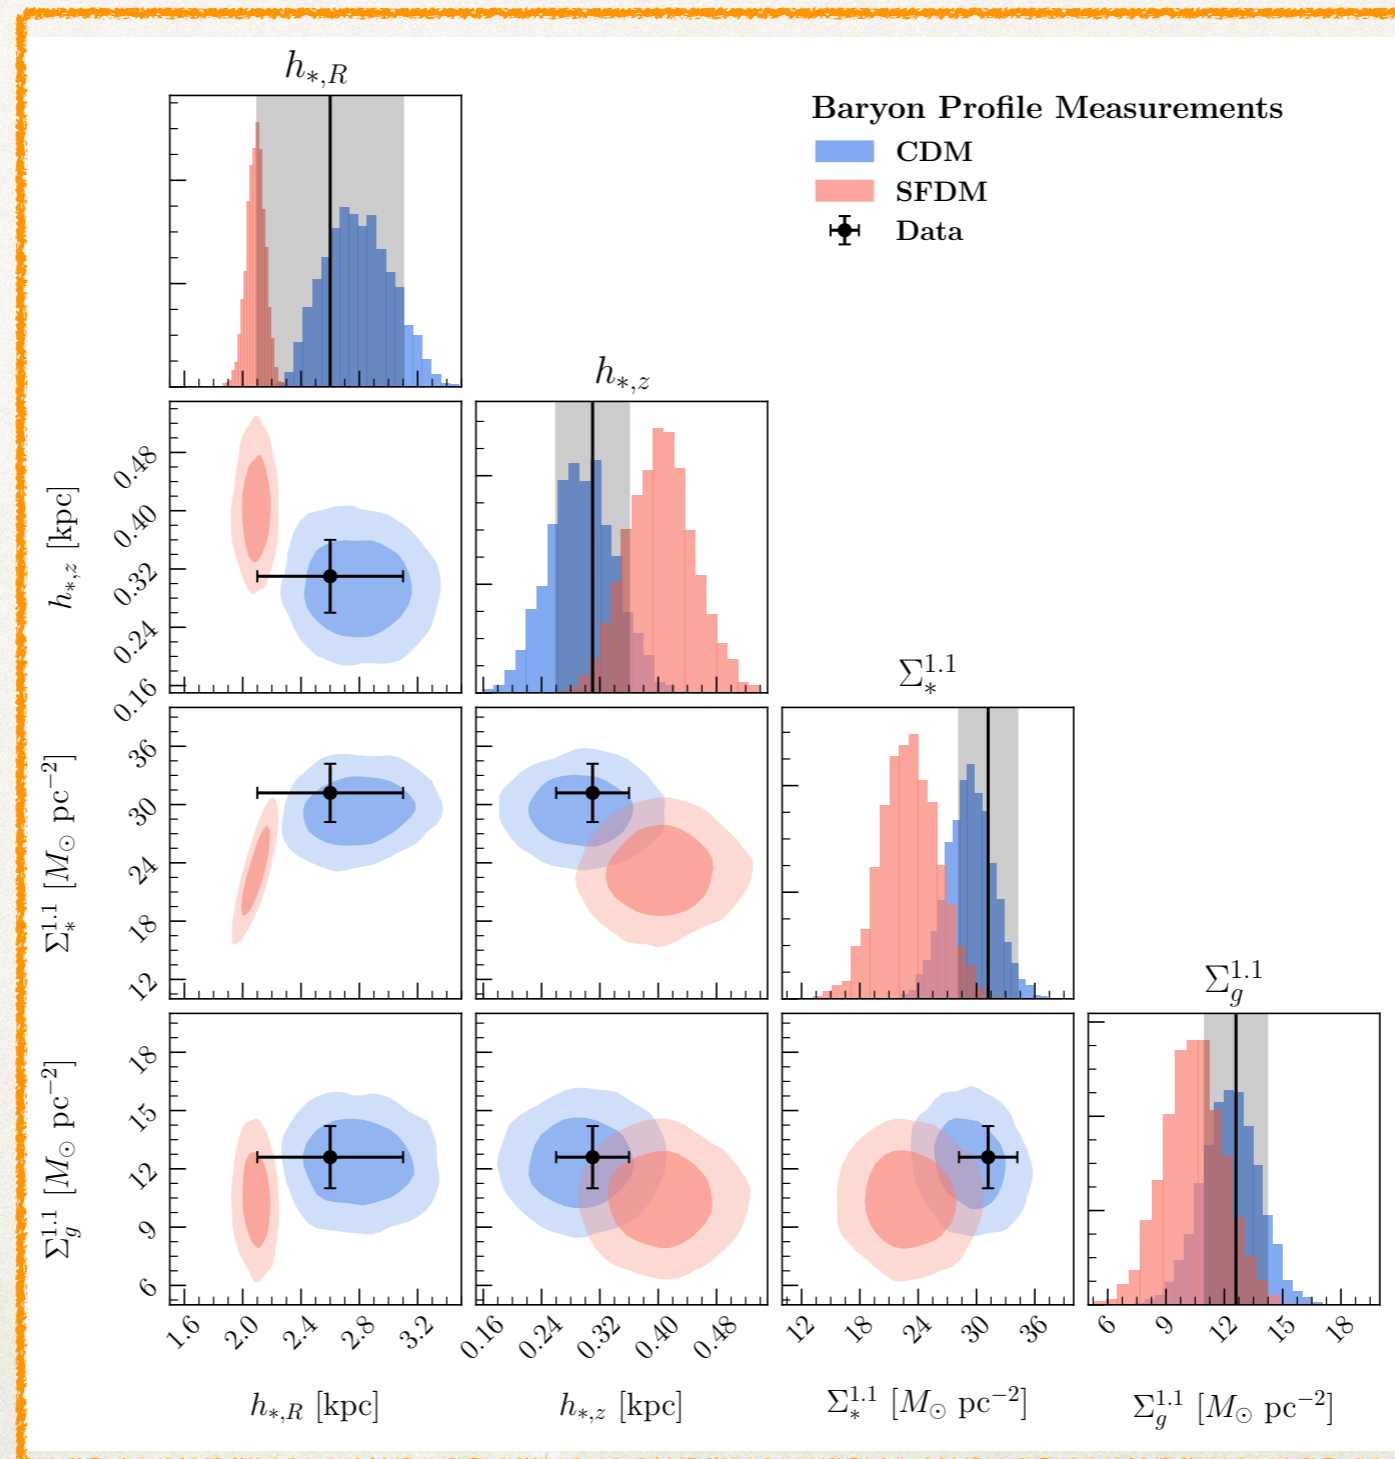 h_{*,R}
Baryon Profile Measurements
CDM
SFDM
Data
h_{*,z}
h_{*,z} [kpc]
0.48
0.40
0.32
0.24
0.16
Σ_*^{1.1}
Σ_*^{1.1} [M_⊙ pc^{−2}]
36
30
24
18
12
Σ_g^{1.1}
Σ_g^{1.1} [M_⊙ pc^{−2}]
18
15
12
9
6
1.6 2.0 2.4 2.8 3.2
0.16 0.24 0.32 0.40 0.48
12 18 24 30 36
6 9 12 15 18
h_{*,R} [kpc]
h_{*,z} [kpc]
Σ_*^{1.1} [M_⊙ pc^{−2}]
Σ_g^{1.1} [M_⊙ pc^{−2}]